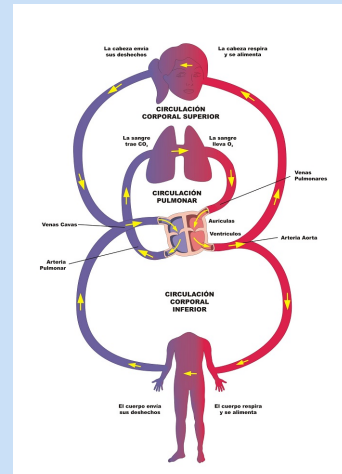 La cabeza envía
sus deshechos
La cabeza respira
y se alimenta
CIRCULACIÓN
CORPORAL SUPERIOR
La sangre
trae CO₂
La sangre
lleva O₂
CIRCULACIÓN
PULMONAR
Venas
Pulmonares
Venas Cavas
Aurículas
Ventrículos
Arteria Aorta
Arteria
Pulmonar
CIRCULACIÓN
CORPORAL
INFERIOR
El cuerpo envía
sus deshechos
El cuerpo respira
y se alimenta